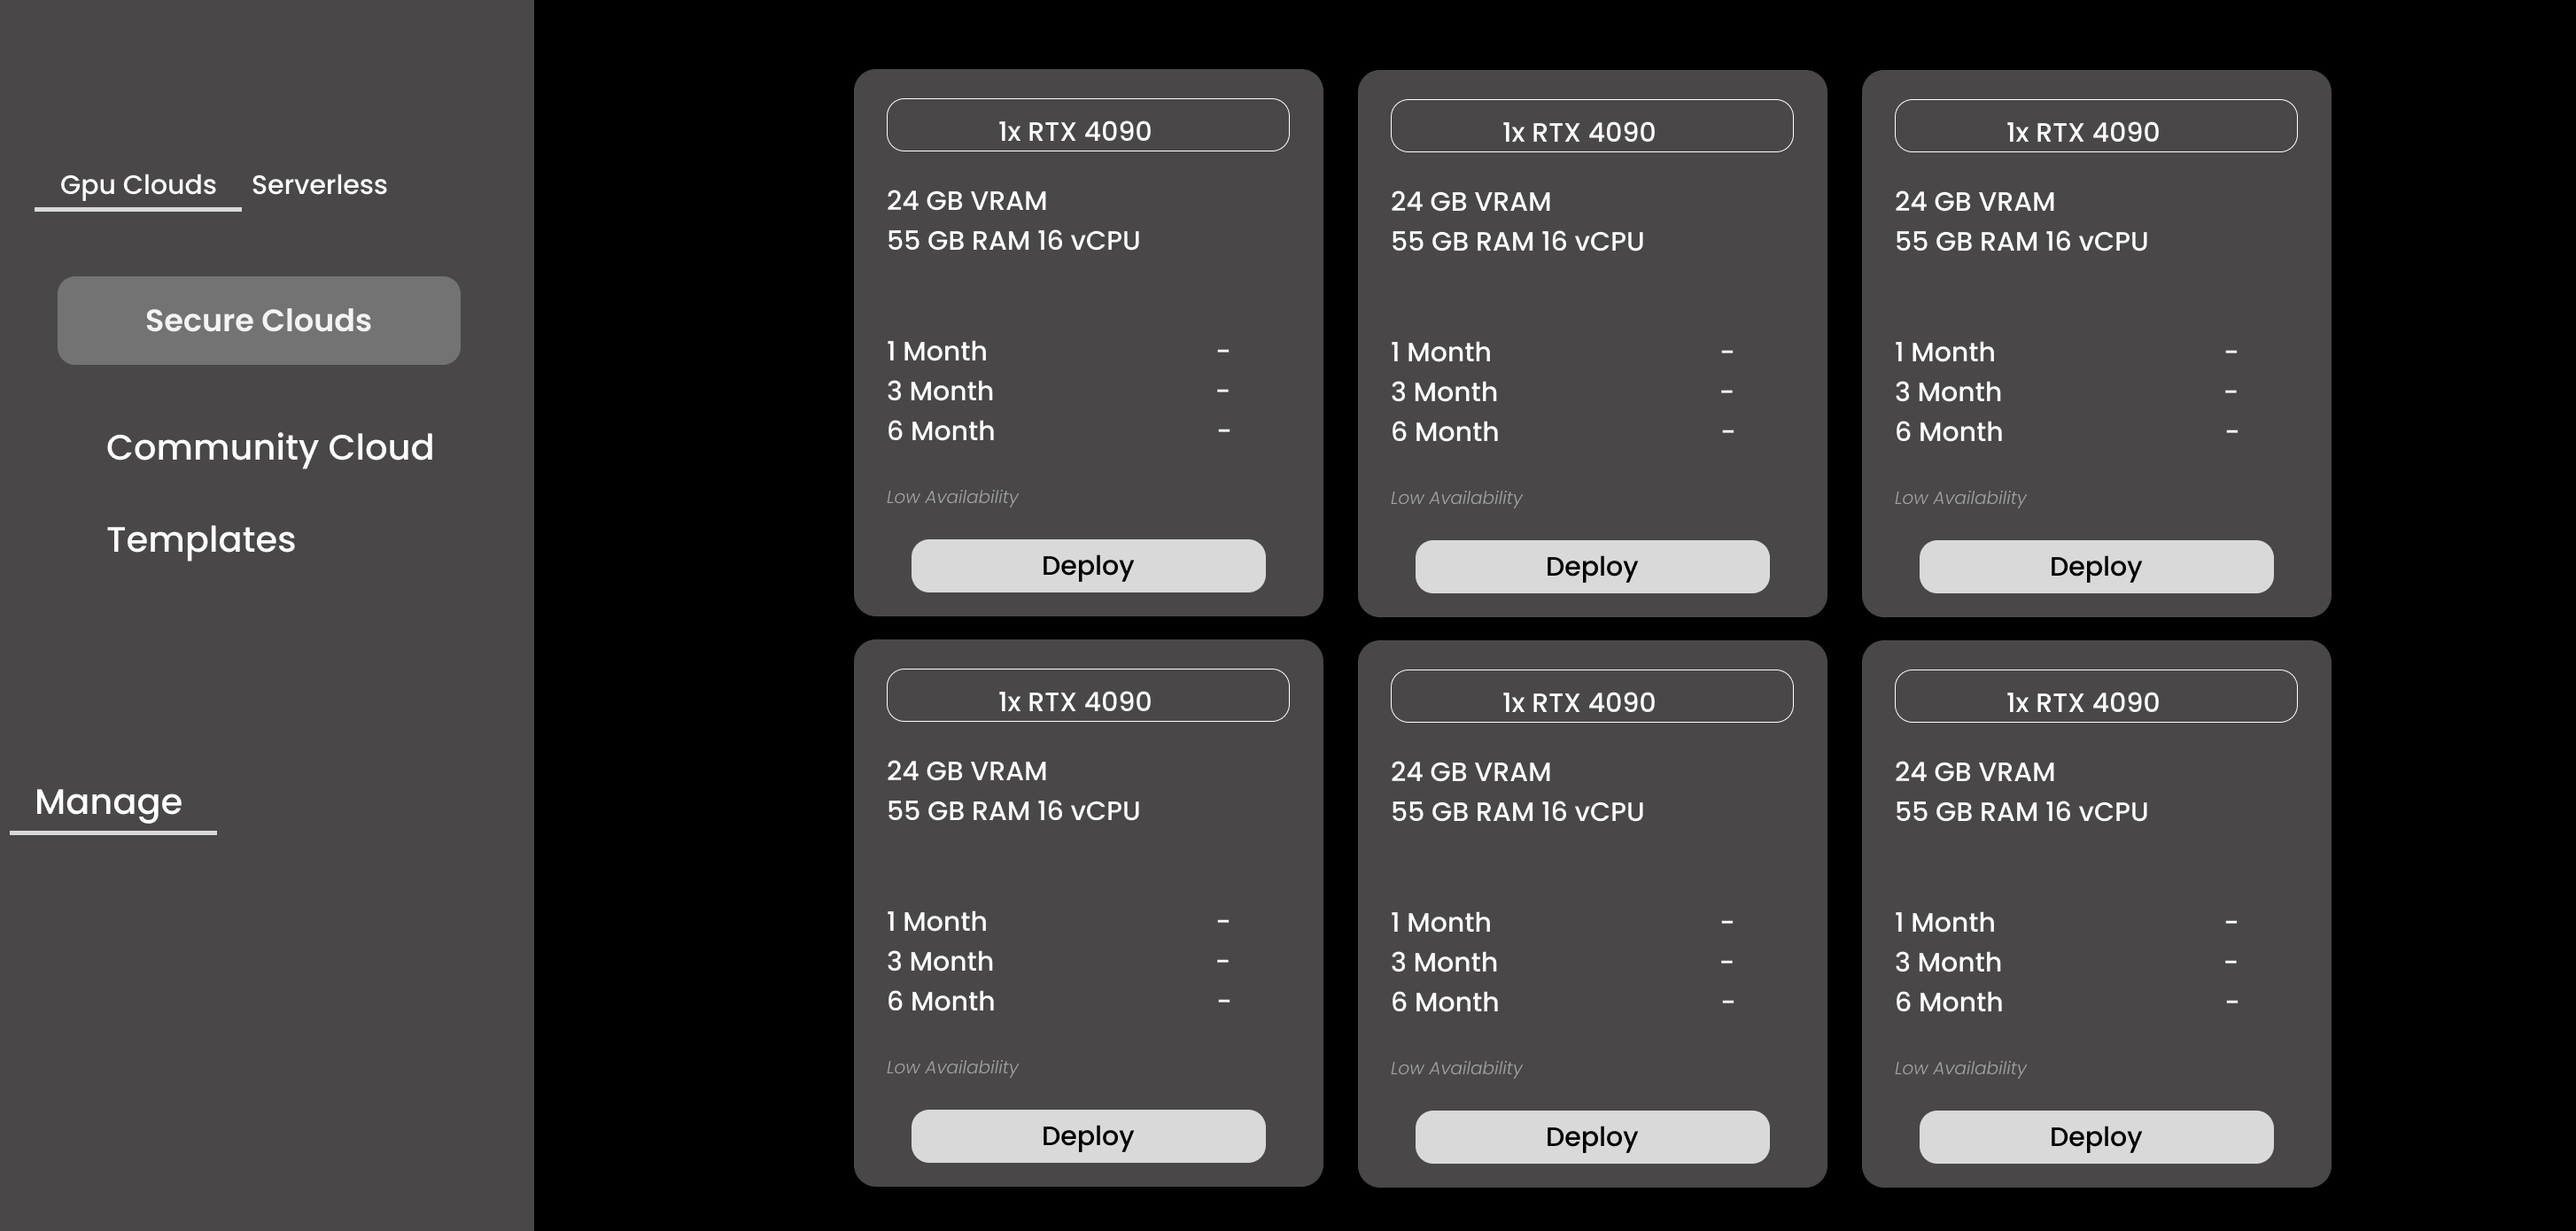 Gpu Clouds Serverless
Secure Clouds
Community Cloud
Templates
Manage
1x RTX 4090
24 GB VRAM
55 GB RAM 16 vCPU
1 Month -
3 Month -
6 Month -
Low Availability
Deploy
1x RTX 4090
24 GB VRAM
55 GB RAM 16 vCPU
1 Month -
3 Month -
6 Month -
Low Availability
Deploy
1x RTX 4090
24 GB VRAM
55 GB RAM 16 vCPU
1 Month -
3 Month -
6 Month -
Low Availability
Deploy
1x RTX 4090
24 GB VRAM
55 GB RAM 16 vCPU
1 Month -
3 Month -
6 Month -
Low Availability
Deploy
1x RTX 4090
24 GB VRAM
55 GB RAM 16 vCPU
1 Month -
3 Month -
6 Month -
Low Availability
Deploy
1x RTX 4090
24 GB VRAM
55 GB RAM 16 vCPU
1 Month -
3 Month -
6 Month -
Low Availability
Deploy